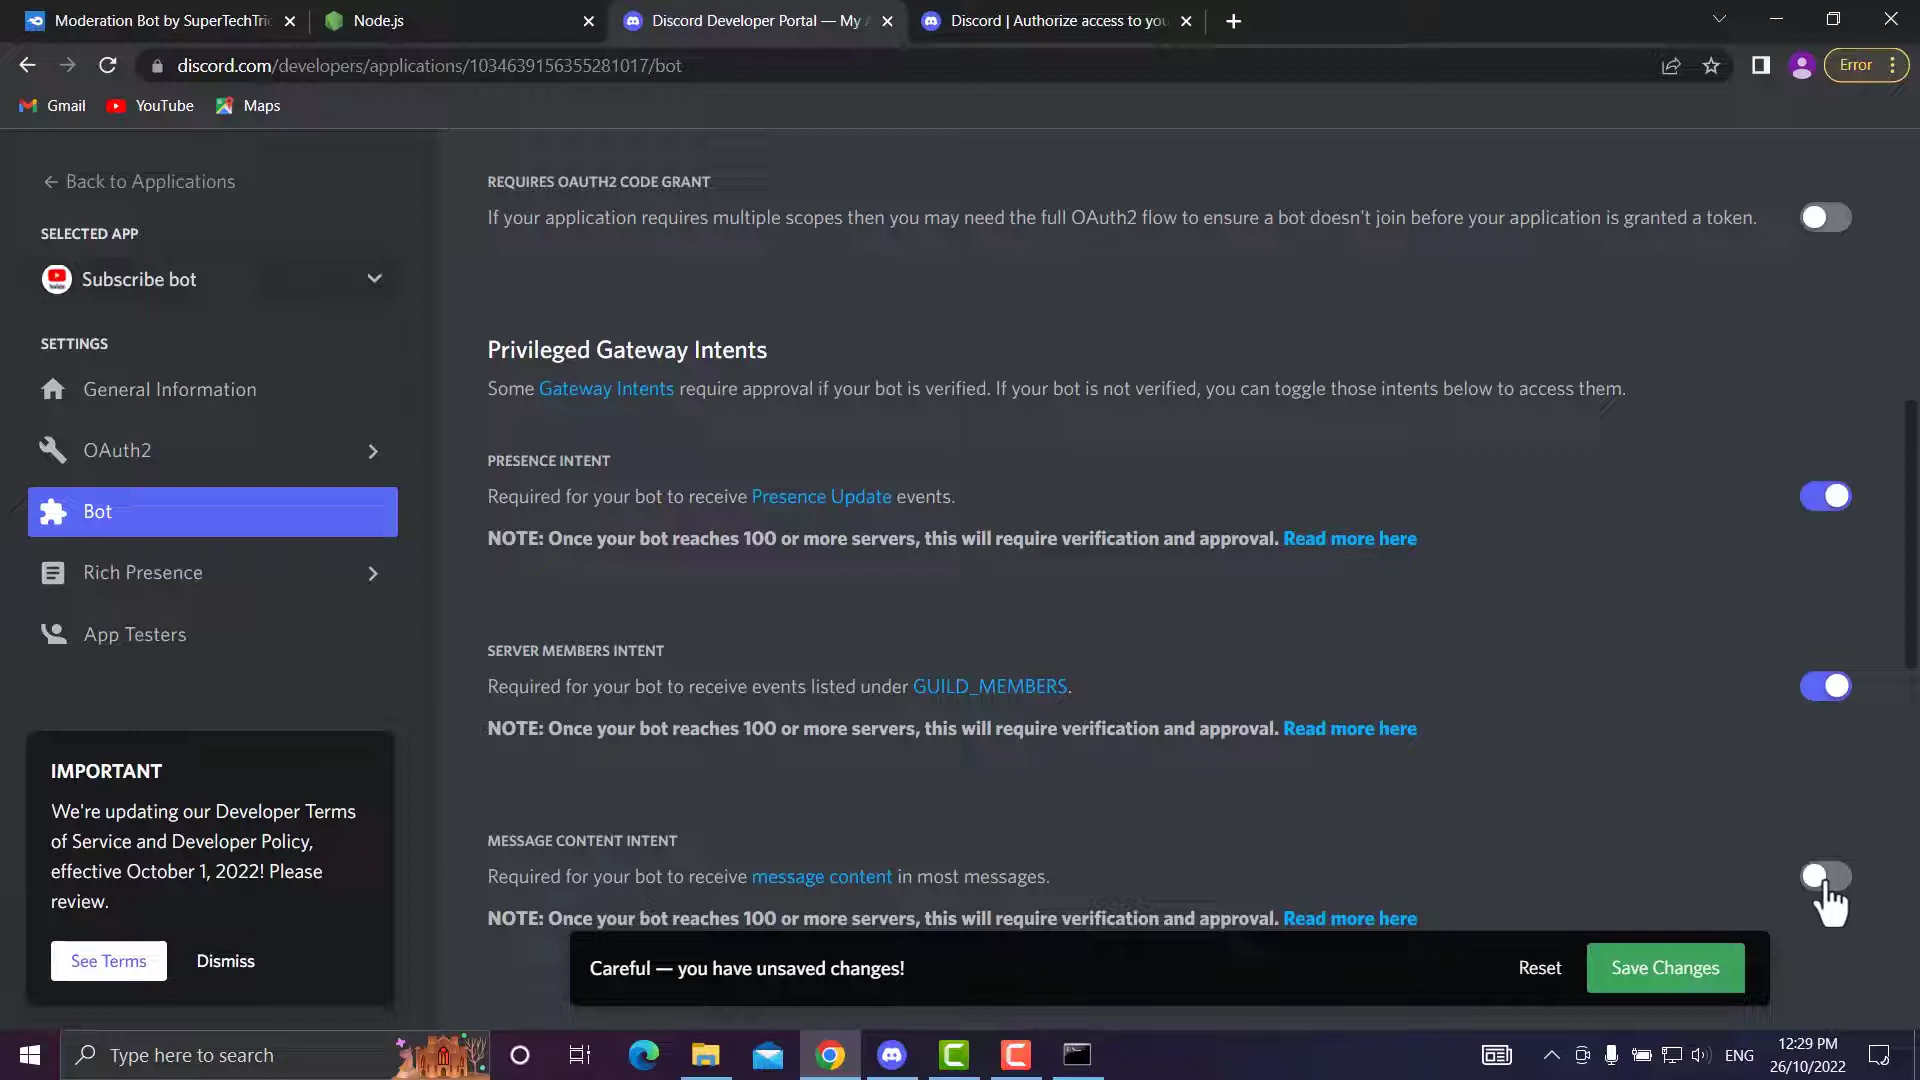 Moderation Bot by SuperTechTri
Node.js
Discord Developer Portal — My A
Discord | Authorize access to you
discord.com/developers/applications/1034639156355281017/bot
Error
Gmail
YouTube
Maps
Back to Applications
SELECTED APP
Subscribe bot
SETTINGS
General Information
OAuth2
Bot
Rich Presence
App Testers
IMPORTANT
We're updating our Developer Terms
of Service and Developer Policy,
effective October 1, 2022! Please
review.
See Terms
Dismiss
REQUIRES OAUTH2 CODE GRANT
If your application requires multiple scopes then you may need the full OAuth2 flow to ensure a bot doesn't join before your application is granted a token.
Privileged Gateway Intents
Some Gateway Intents require approval if your bot is verified. If your bot is not verified, you can toggle those intents below to access them.
PRESENCE INTENT
Required for your bot to receive Presence Update events.
NOTE: Once your bot reaches 100 or more servers, this will require verification and approval. Read more here
SERVER MEMBERS INTENT
Required for your bot to receive events listed under GUILD_MEMBERS.
NOTE: Once your bot reaches 100 or more servers, this will require verification and approval. Read more here
MESSAGE CONTENT INTENT
Required for your bot to receive message content in most messages.
NOTE: Once your bot reaches 100 or more servers, this will require verification and approval. Read more here
Careful — you have unsaved changes!
Reset
Save Changes
Type here to search
ENG
12:29 PM
26/10/2022